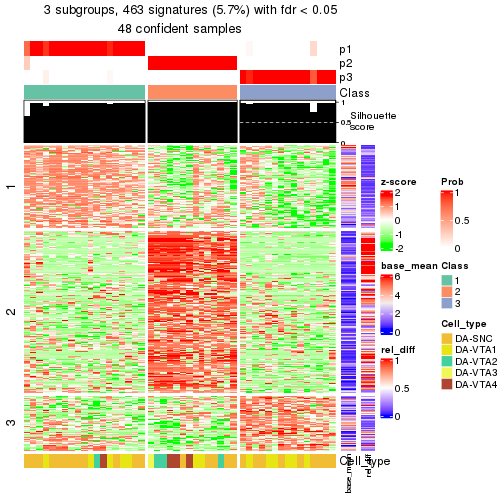 3 subgroups, 463 signatures (5.7%) with fdr < 0.05
48 confident samples
p1
p2
p3
Class
1
0.5
0
Silhouette
score
1
2
3
z-score
2
1
0
-1
-2
Prob
1
0.5
0
base_mean
6
4
2
0
Class
1
2
3
rel_diff
1
0.5
0
Cell_type
DA-SNC
DA-VTA1
DA-VTA2
DA-VTA3
DA-VTA4
Cell_type
base_mean
rel_diff